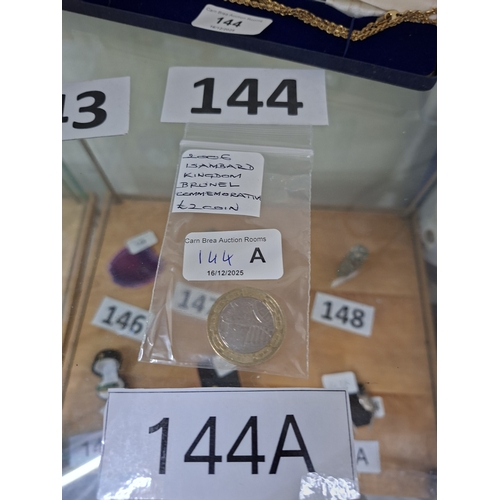 144
43
144
2006
ISAMBARD
KINGDOM
BRUNEL
COMMEMORATIVE
£2 COIN
Carn Brea Auction Rooms
144 A
16/12/2025
146
147
148
144A